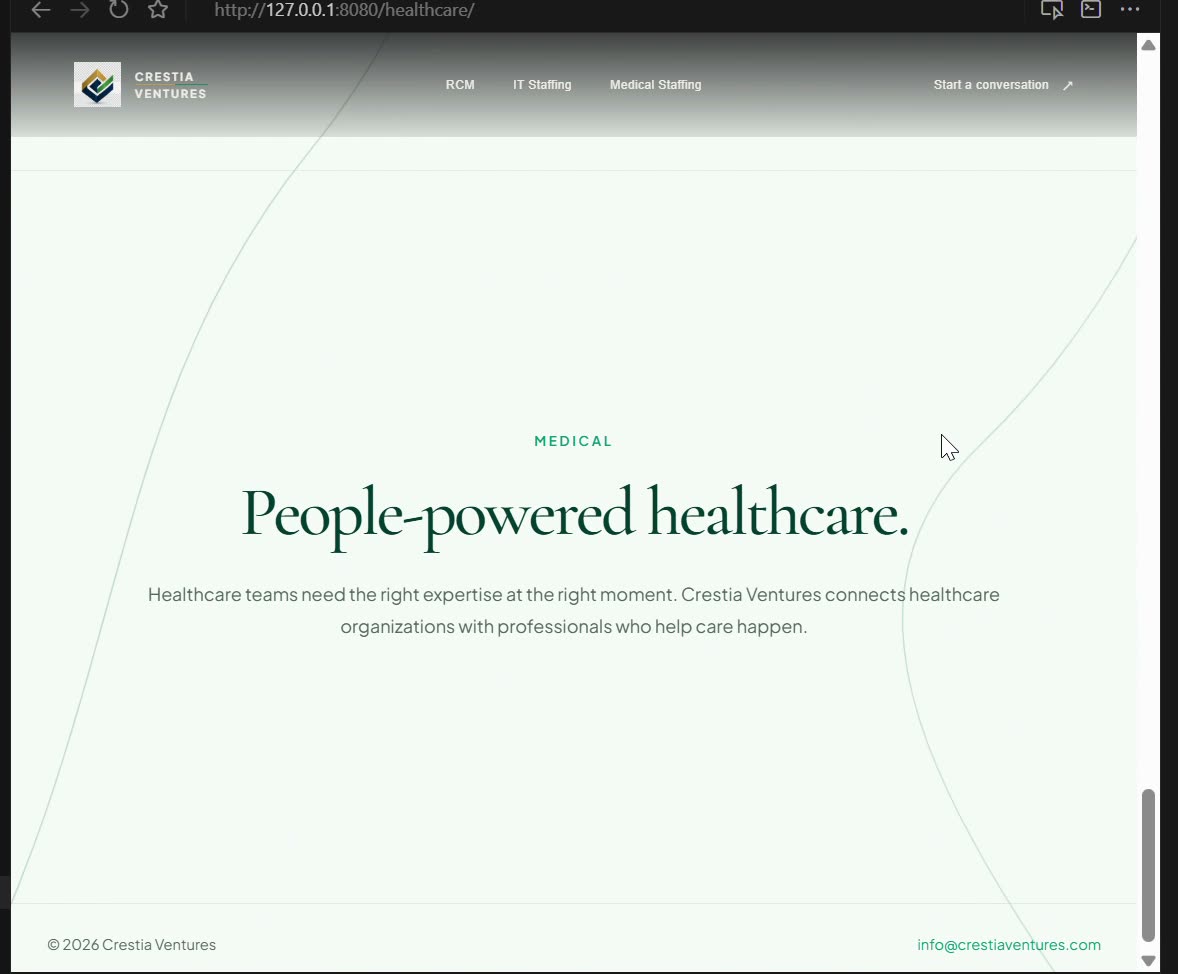 http://127.0.0.1:8080/healthcare/
CRESTIA
VENTURES
RCM
IT Staffing
Medical Staffing
Start a conversation ↗
MEDICAL
People-powered healthcare.
Healthcare teams need the right expertise at the right moment. Crestia Ventures connects healthcare
organizations with professionals who help care happen.
© 2026 Crestia Ventures
info@crestiaventures.com